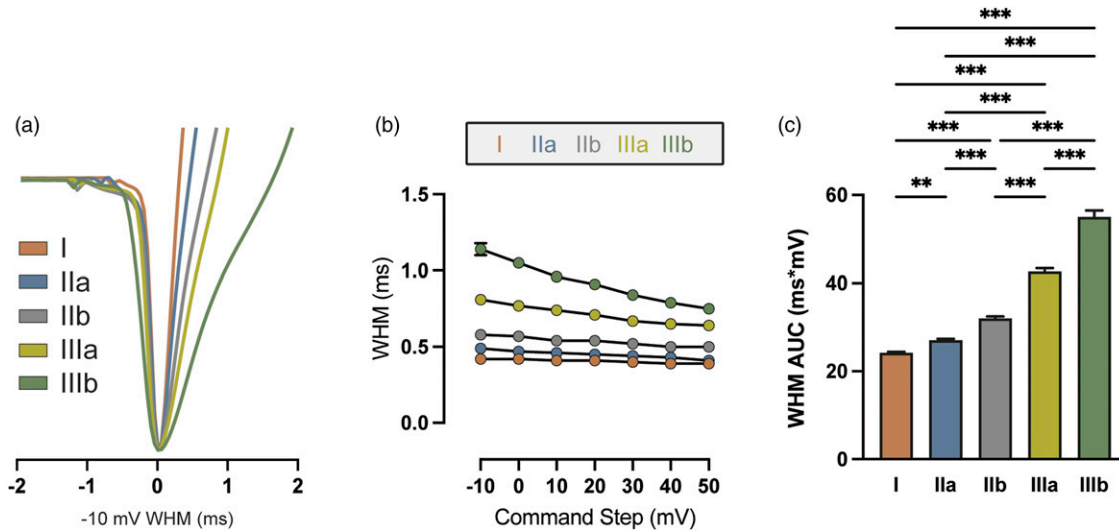 (a)
I
IIa
IIb
IIIa
IIIb
-2 -1 0 1 2
-10 mV WHM (ms)
(b)
I IIa IIb IIIa IIIb
WHM (ms)
1.5
1.0
0.5
0.0
-10 0 10 20 30 40 50
Command Step (mV)
(c)
***
***
***
***
*** ***
*** ***
** ***
WHM AUC (ms*mV)
60
40
20
0
I IIa IIb IIIa IIIb